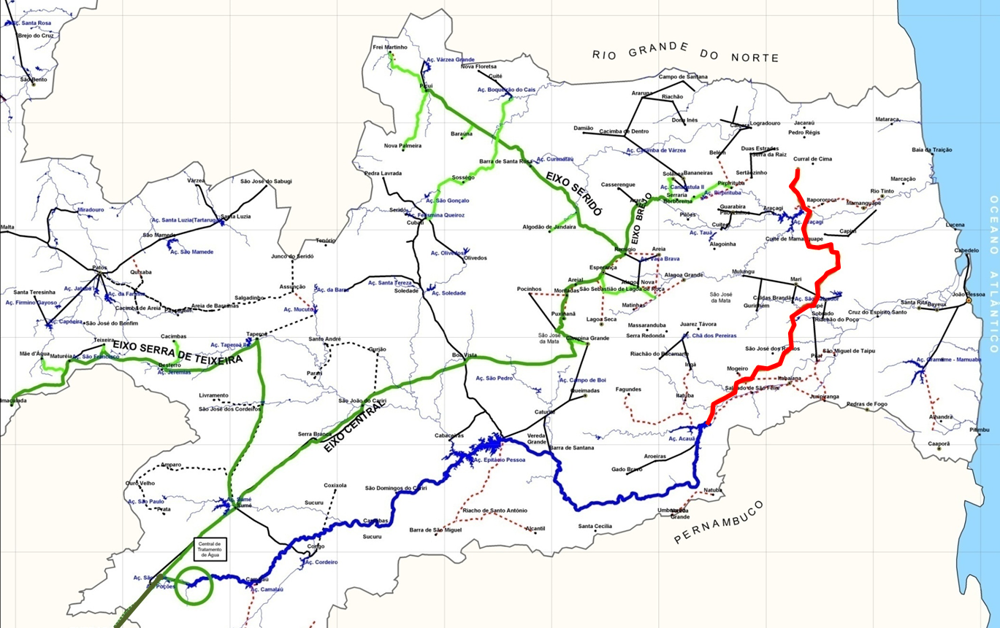 Aç. Santa Rosa
Brejo do Cruz
São Bento
RIO GRANDE DO NORTE
Frei Martinho
Aç. Várzea Grande
Nova Floretsa
Cuité
Picuí
Aç. Boqueirão do Cais
Campo de Santana
Araruna
Riachão
Dona Inés
Damião
Cacimba de Dentro
Logradouro
Jacaraú
Pedro Régis
Mataraca
Baraúna
Nova Palmeira
Barra de Santa Rosa
Aç. Curimataú
Aç. Cacimba de Várzea
Belém
Duas Estradas
Serra da Raiz
Curral de Cima
Baia da Traição
Pedra Lavrada
Sossêgo
EIXO SERIDÓ
Solânea
Bananeiras
Sertãozinho
Marcação
Várzea
São José do Sabugi
Casserengue
Aç. Canafístula II
Pirpirituba
Aç. Pirpirituba
Rio Tinto
Aç. São Gonçalo
Arara
Serraria
Borborema
Itapororoca
Mamanguape
Miradouro
Seridó
Aç. Felismina Queiroz
Cubati
EIXO BREJO
Pilões
Guarabira
Pilõezinhos
Araçagi
Aç. Araçagi
Malta
Aç. Santa Luzia(Tartaruga)
Santa Luzia
Algodão de Jandaira
Cuitegi
Capim
Lucena
São Mamede
Aç. São Mamede
Tenório
Aç. Tauá
Alagoinha
Cuité de Mamanguape
Cabedelo
Junco do Seridó
Aç. Olivedos
Olivedos
Remígio
Areia
Aç. Vaca Brava
Patos
Quixaba
Esperança
Alagoa Grande
Mulungu
Mari
OCEANO ATLÂNTICO
Santa Teresinha
Aç. Jatobá I
Aç. da Farinha
Salgadinho
Assunção
Aç. da Barra
Aç. Santa Tereza
Soledade
Aç. Soledade
Areial
Montadas
Pocinhos
Alagoa Nova
São Sebastião de Lagoa de Roça
Matinhas
São José
da Mata
Caldas Brandão
Gurinhém
João Pessoa
Aç. Firmino Gayoso
Cacimba de Areia
Passagem
Areia de Baraúnas
Aç. Mucutu
Puxinanã
Lagoa Seca
Sobrado
Riachão do Poço
Cruz do Espírito Santo
Santa Rita
Bayeux
Aç. Capoeira
São José do Bonfim
Massaranduba
Serra Redonda
Juarez Távora
Aç. Chã dos Pereiras
Teixeira
EIXO SERRA DE TEIXEIRA
Cacimbas
Taperoá
Aç. Taperoá II
Santo André
Gurjão
São José
da Mata
Campina Grande
Riachão do Bacamarte
São José dos Ramos
São Miguel de Taipu
Mãe d'Água
Maturéia
Aç. São Francisco
Desterro
Aç. Jeremias
Parari
Boa Vista
Ingá
Mogeiro
Pilar
Aç. Gramame - Mamuabu
Imaculada
Livramento
São José dos Cordeiros
São João do Cariri
Aç. São Pedro
Aç. Campo de Boi
Queimadas
Fagundes
Itatuba
Salgado de São Félix
Itabaiana
Juripiranga
Pedras de Fogo
Serra Branca
EIXO CENTRAL
Cabaceiras
Caturité
Vereda
Grande
Barra de Santana
Aç. Acauã
Alhandra
Pitimbu
Caaporã
Amparo
Ouro Velho
Aç. Epitácio Pessoa
Aroeiras
Gado Bravo
Aç. São Paulo
Prata
Aç. Sumé
Sumé
Coxixola
Sucuru
São Domingos do Cariri
Riacho de Santo Antônio
Natuba
Caraúbas
Sucuru
Barra de São Miguel
Alcantil
Santa Cecilia
PERNAMBUCO
Central de
Tratamento
de Água
Congo
Aç. Cordeiro
Aç. Poções
Camalaú
Aç. Camalaú